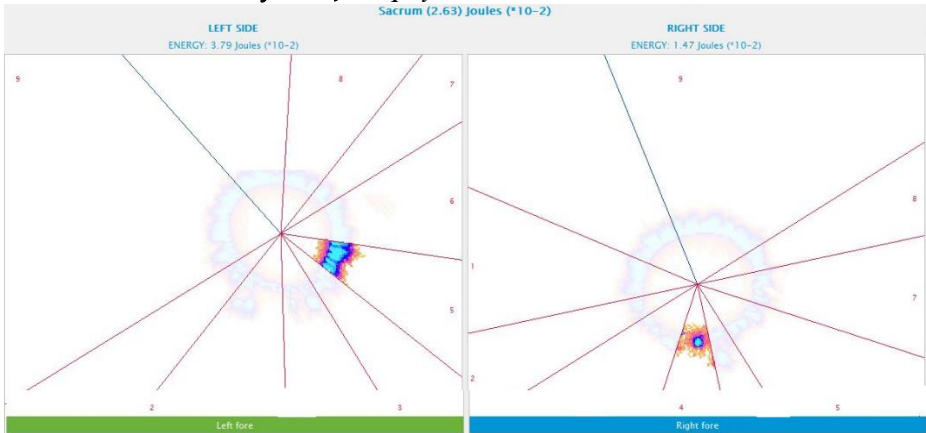 Sacrum (2.63) Joules (*10-2)
LEFT SIDE
ENERGY: 3.79 Joules (*10-2)
9
8
7
6
5
2
3
Left fore
RIGHT SIDE
ENERGY: 1.47 Joules (*10-2)
9
8
1
7
2
4
5
Right fore